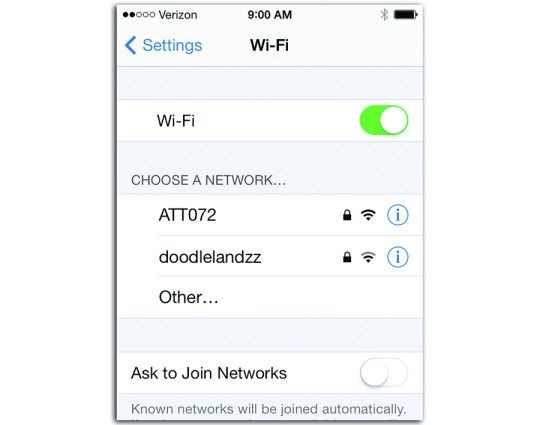 Verizon 9:00 AM
Settings Wi-Fi
Wi-Fi
CHOOSE A NETWORK...
ATT072
doodlelandzz
Other...
Ask to Join Networks
Known networks will be joined automatically.